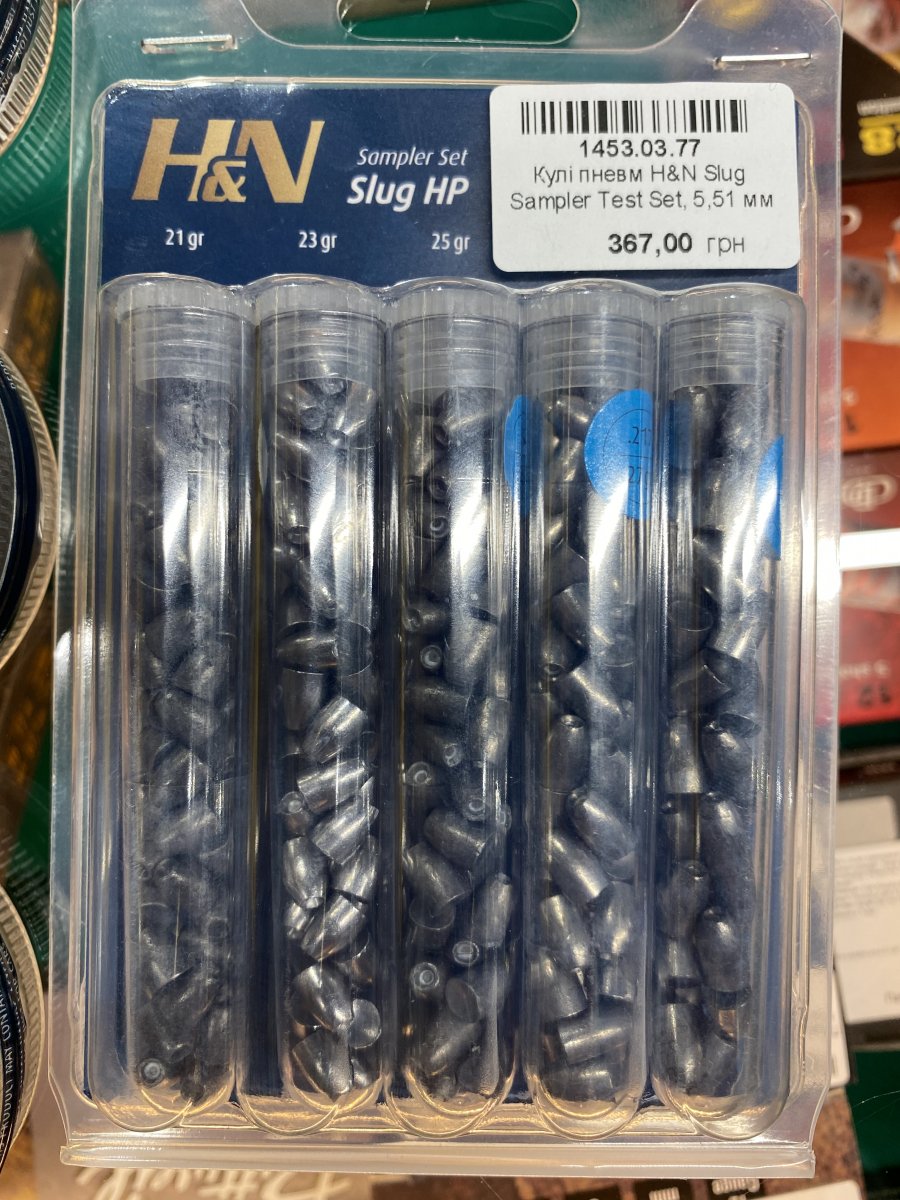 H&N
Sampler Set
Slug HP
21 gr
23 gr
25 gr
1453.03.77
Кулі пневм H&N Slug
Sampler Test Set, 5,51 мм
367,00 грн